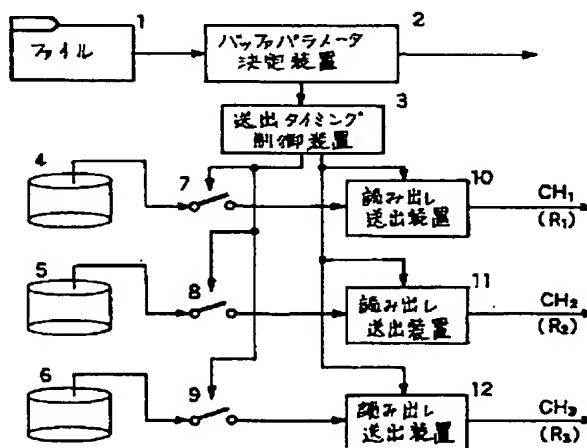 1
ファイル
2
バッファパラメータ
決定装置
3
送出タイミング
制御装置
4
7
10
読み出し
送出装置
CH₁
(R₁)
5
8
11
読み出し
送出装置
CH₂
(R₂)
6
9
12
読み出し
送出装置
CH₃
(R₃)